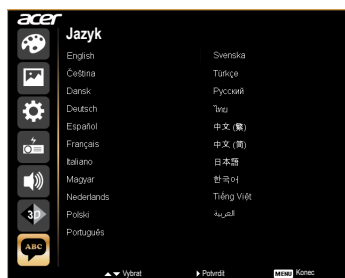 acer
Jazyk
English
Čeština
Dansk
Deutsch
Español
Français
Italiano
Magyar
Nederlands
Polski
Português
Svenska
Türkçe
Русский
ไทย
中文 (繁)
中文 (简)
日本語
한국어
Tiếng Việt
العربية
3D
ABC
Vybrat
Potvrdit
MENU Konec